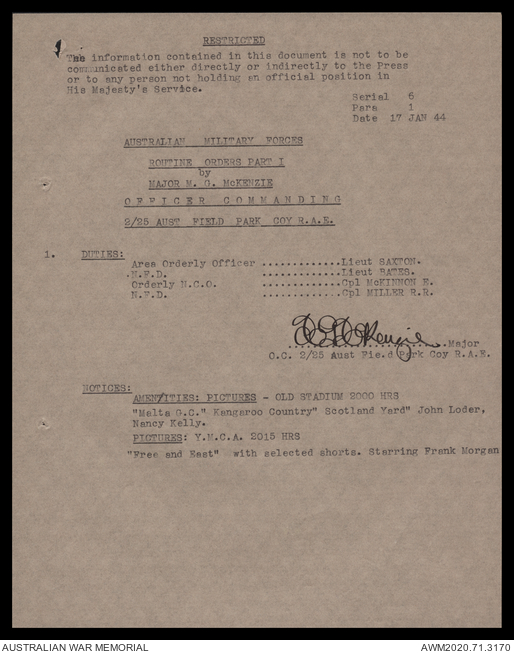 RESTRICTED
The information contained in this document is not to be
communicated either directly or indirectly to the Press
or to any person not holding an official position in
His Majesty's Service.
Serial 6
Para 1
Date 17 JAN 44
AUSTRALIAN MILITARY FORCES
ROUTINE ORDERS PART I
by
MAJOR M. G. McKENZIE
OFFICER COMMANDING
2/25 AUST FIELD PARK COY R.A.E.
1. DUTIES:
Area Orderly Officer .............Lieut SAXTON.
.N.F.D. .............Lieut BATES.
Orderly N.C.O. .............Cpl McKINNON E.
N.F.D. .............Cpl MILLER R.R.
McKenzie
Major
O.C. 2/25 Aust Field Park Coy R.A.E.
NOTICES:
AMEN/ITIES: PICTURES - OLD STADIUM 2000 HRS
"Malta G.C." Kangaroo Country" Scotland Yard" John Loder,
Nancy Kelly.
PICTURES: Y.M.C.A. 2015 HRS
"Free and East" with selected shorts. Starring Frank Morgan
AUSTRALIAN WAR MEMORIAL
AWM2020.71.3170